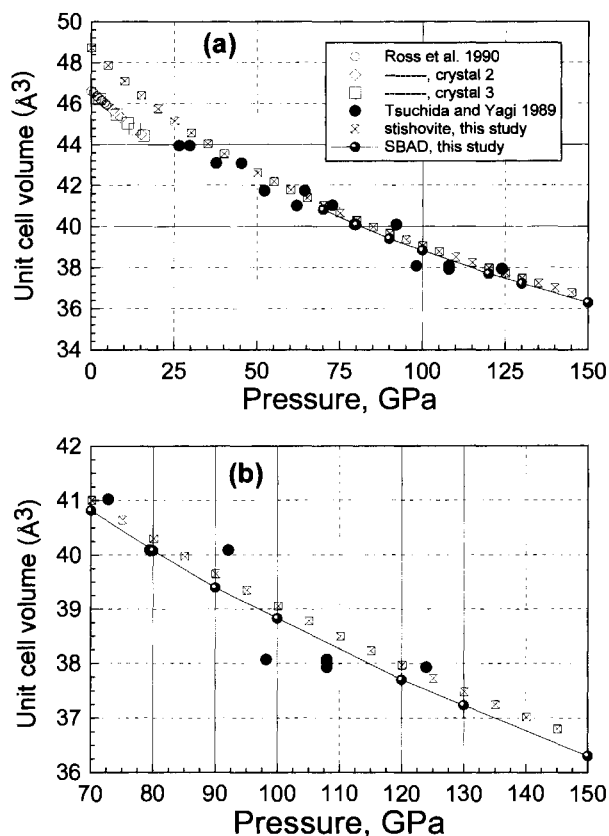 (a)
Ross et al. 1990
———, crystal 2
———, crystal 3
Tsuchida and Yagi 1989
stishovite, this study
SBAD, this study
Unit cell volume (Å3)
50
48
46
44
42
40
38
36
34
0 25 50 75 100 125 150
Pressure, GPa
(b)
Unit cell volume (Å3)
42
41
40
39
38
37
36
70 80 90 100 110 120 130 140 150
Pressure, GPa